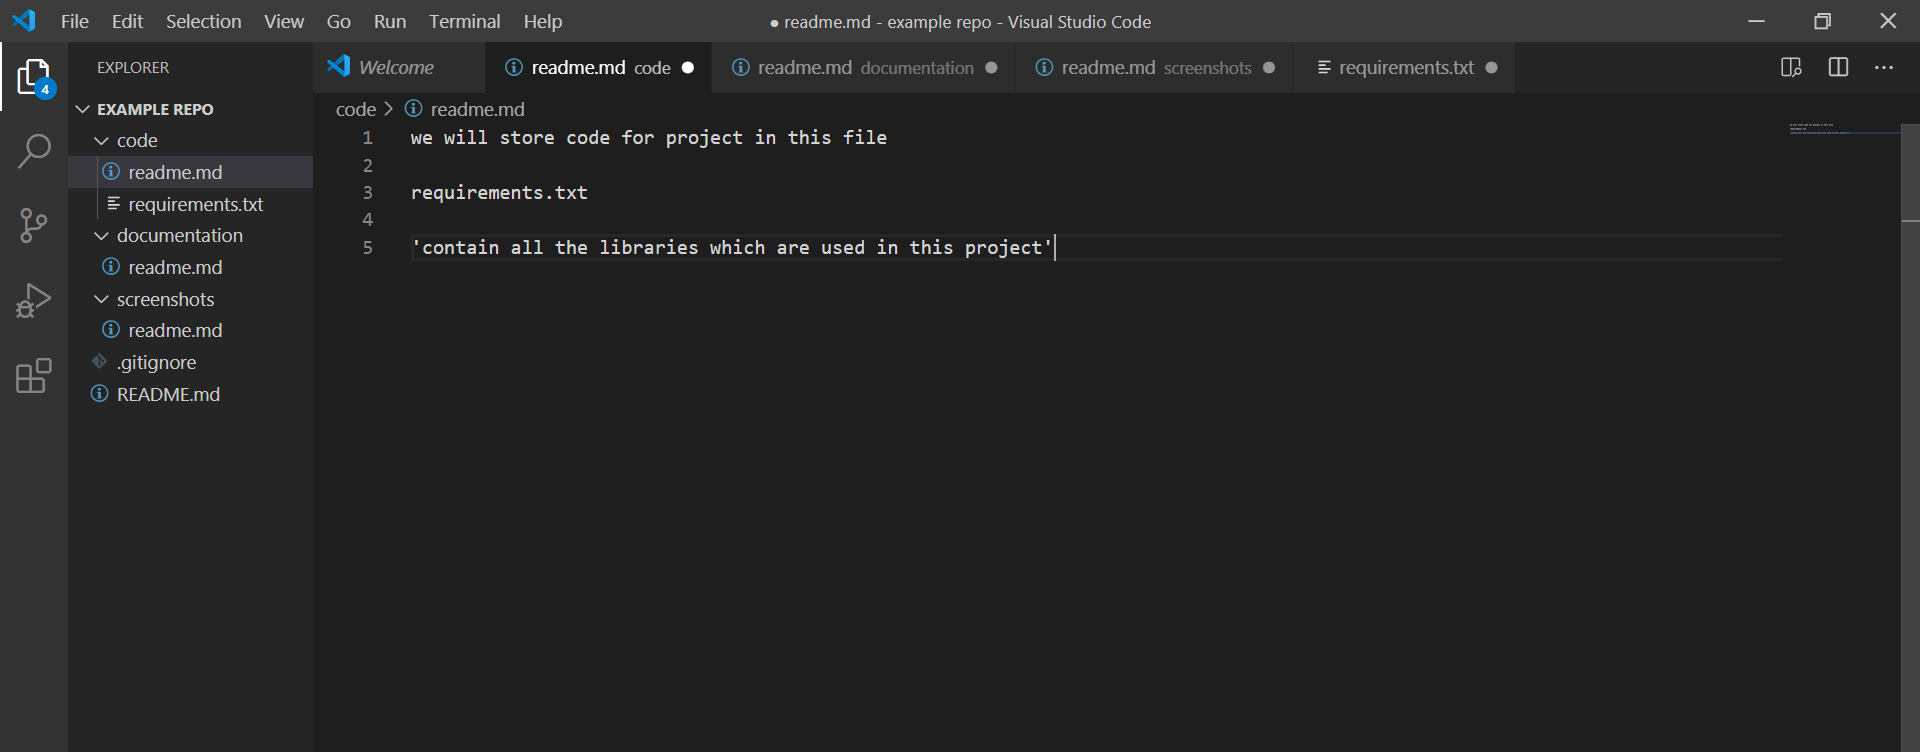 File Edit Selection View Go Run Terminal Help
● readme.md - example repo - Visual Studio Code
4
EXPLORER
EXAMPLE REPO
code
readme.md
requirements.txt
documentation
readme.md
screenshots
readme.md
.gitignore
README.md
Welcome
readme.md code
readme.md documentation
readme.md screenshots
requirements.txt
code > readme.md
1 we will store code for project in this file
2
3 requirements.txt
4
5 'contain all the libraries which are used in this project'